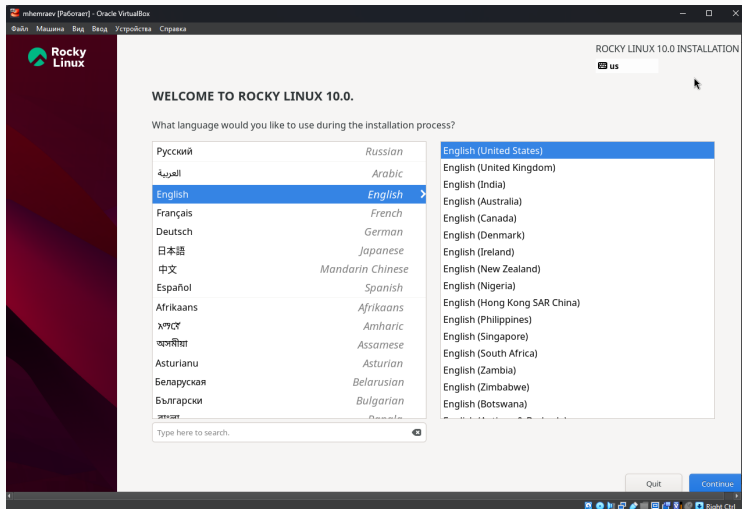 mhemraev [Работает] - Oracle VirtualBox
Файл Машина Вид Ввод Устройства Справка
Rocky Linux
ROCKY LINUX 10.0 INSTALLATION
us
WELCOME TO ROCKY LINUX 10.0.
What language would you like to use during the installation process?
Русский Russian
العربية Arabic
English English
Français French
Deutsch German
日本語 Japanese
中文 Mandarin Chinese
Español Spanish
Afrikaans Afrikaans
አማርኛ Amharic
অসমীয়া Assamese
Asturianu Asturian
Беларуская Belarusian
Български Bulgarian
English (United States)
English (United Kingdom)
English (India)
English (Australia)
English (Canada)
English (Denmark)
English (Ireland)
English (New Zealand)
English (Nigeria)
English (Hong Kong SAR China)
English (Philippines)
English (Singapore)
English (South Africa)
English (Zambia)
English (Zimbabwe)
English (Botswana)
Type here to search.
Quit
Continue
Right Ctrl